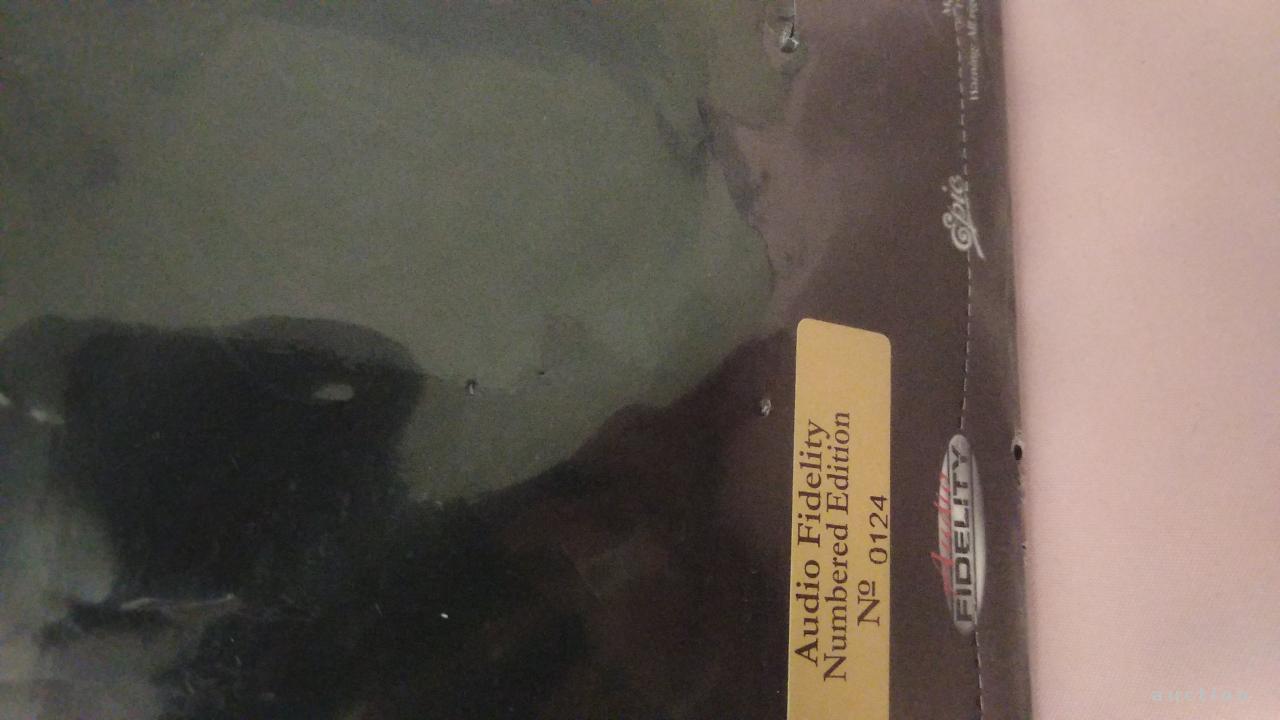 Audio Fidelity
Numbered Edition
Nº 0124
Epic
Audio
FIDELITY
auction